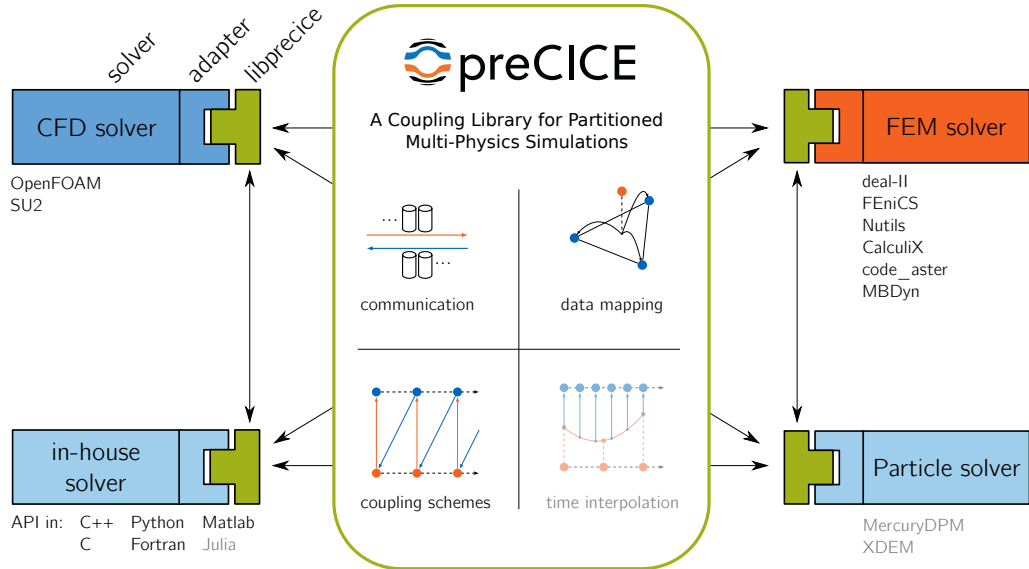 solver
adapter
libprecice
CFD solver
OpenFOAM
SU2
preCICE
A Coupling Library for Partitioned
Multi-Physics Simulations
...
communication
...
data mapping
coupling schemes
time interpolation
FEM solver
deal-II
FEniCS
Nutils
CalculiX
code_aster
MBDyn
in-house
solver
API in: C++ Python Matlab
C Fortran Julia
Particle solver
MercuryDPM
XDEM